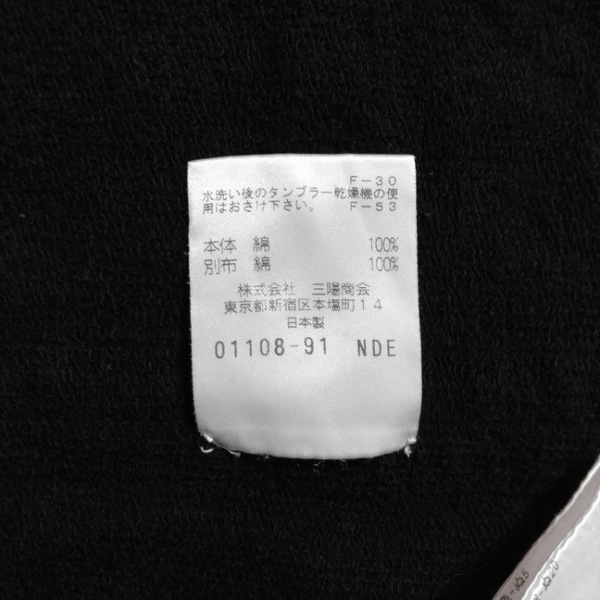 F-30
水洗い後のタンブラー乾燥機の使
用はおさけ下さい。 F-53
本体 綿 100%
別布 綿 100%
株式会社 三陽商会
東京都新宿区本塩町14
日本製
01108-91 NDE